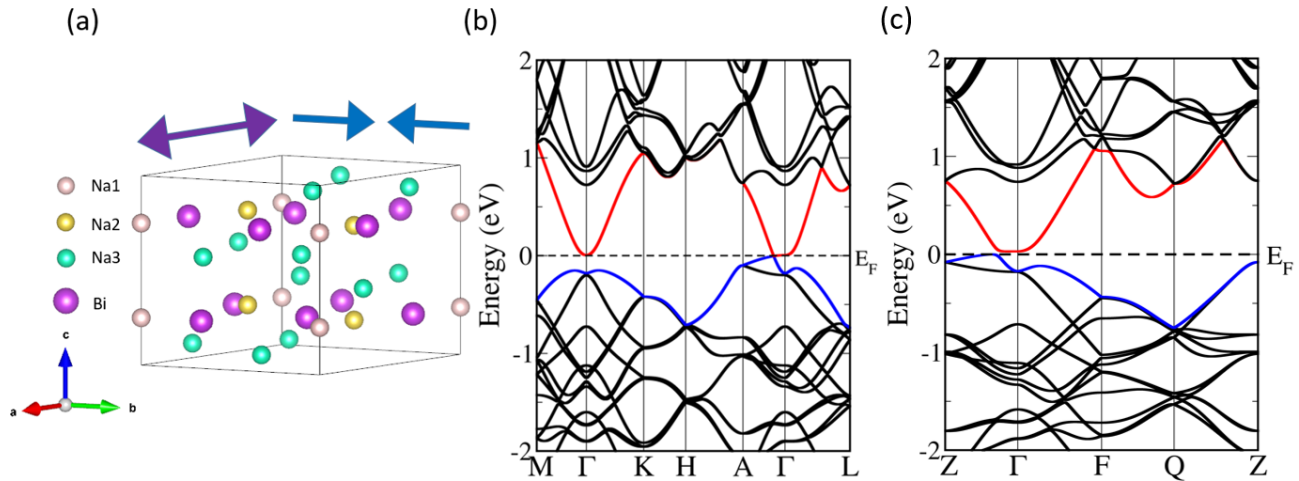 (a)
Na1
Na2
Na3
Bi
c
a
b
(b)
Energy (eV)
2
1
0
-1
-2
E_F
M Γ K H A Γ L
(c)
Energy (eV)
2
1
0
-1
-2
E_F
Z Γ F Q Z